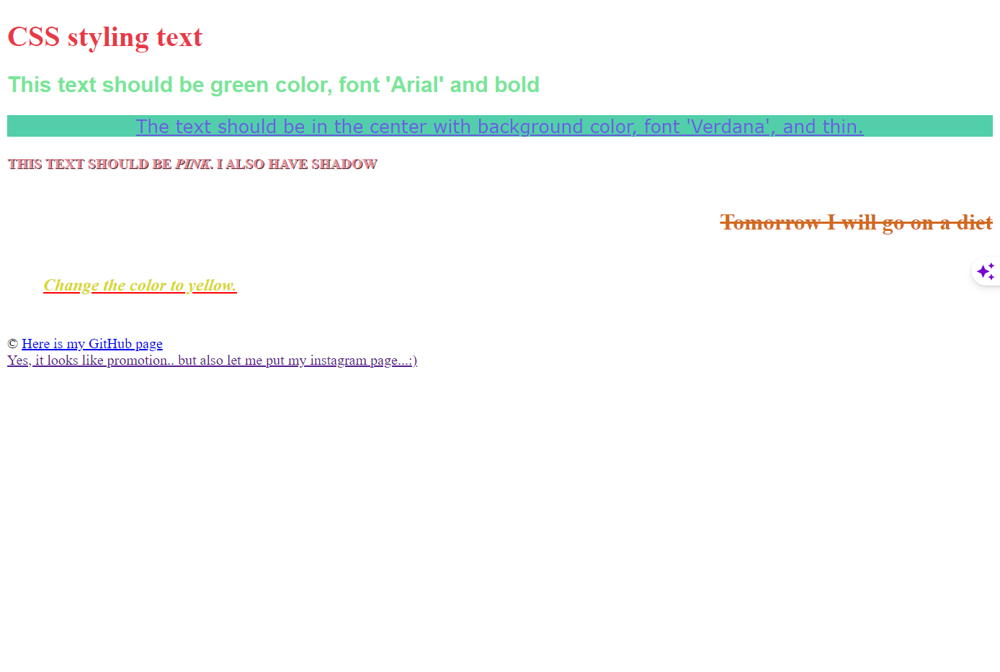 CSS styling text
This text should be green color, font 'Arial' and bold
The text should be in the center with background color, font 'Verdana', and thin.
THIS TEXT SHOULD BE PINK. I ALSO HAVE SHADOW
Tomorrow I will go on a diet
Change the color to yellow.
© Here is my GitHub page
Yes, it looks like promotion.. but also let me put my instagram page...:)